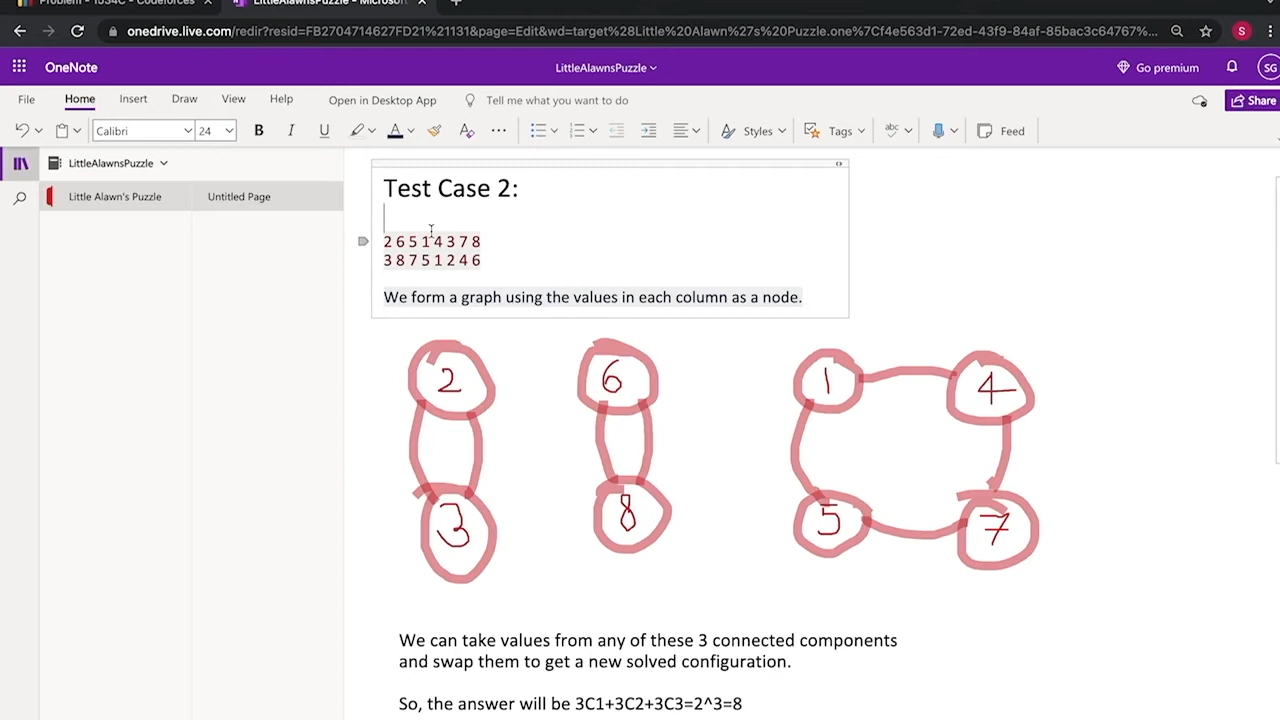 Problem - 1534C - Codeforces
LittleAlawnsPuzzle - Microsoft
onedrive.live.com/redir?resid=FB2704714627FD21%21131&page=Edit&wd=target%28Little%20Alawn%27s%20Puzzle.one%7Cf4e563d1-72ed-43f9-84af-85bac3c64767%...
S
OneNote
LittleAlawnsPuzzle
Go premium
SG
File Home Insert Draw View Help Open in Desktop App Tell me what you want to do
Share
Calibri 24 B I U A Styles Tags abc Feed
LittleAlawnsPuzzle
Little Alawn's Puzzle
Untitled Page
Test Case 2:
2 6 5 1 4 3 7 8
3 8 7 5 1 2 4 6
We form a graph using the values in each column as a node.
2 6 1 4
3 8 5 7
We can take values from any of these 3 connected components
and swap them to get a new solved configuration.
So, the answer will be 3C1+3C2+3C3=2^3=8